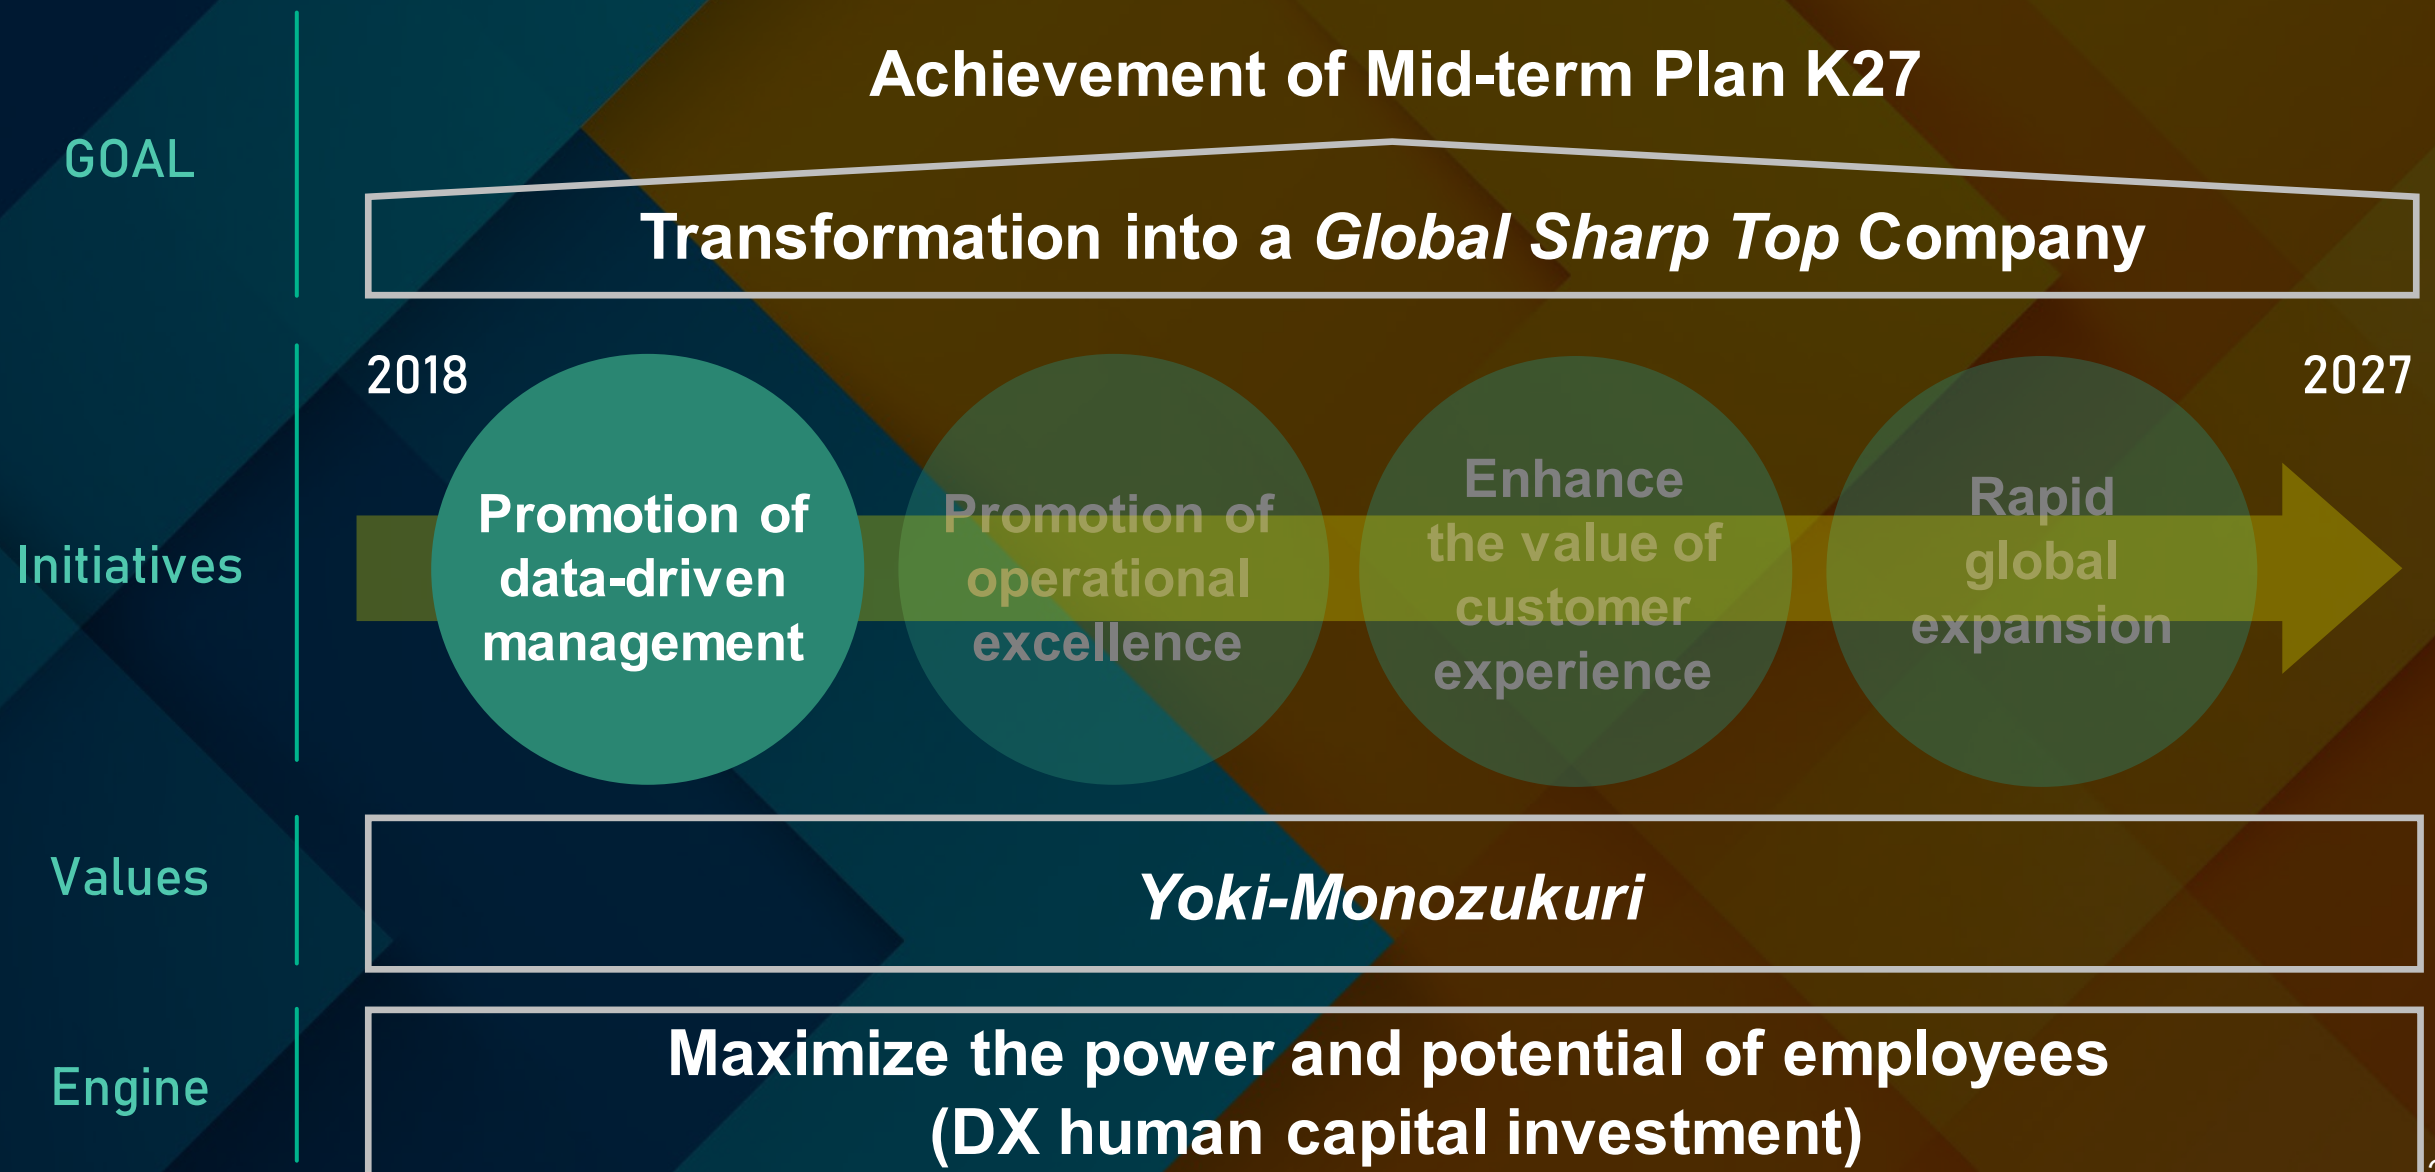 Achievement of Mid-term Plan K27
GOAL
Transformation into a Global Sharp Top Company
2018
2027
Initiatives
Promotion of
data-driven
management
Promotion of
operational
excellence
Enhance
the value of
customer
experience
Rapid
global
expansion
Values
Yoki-Monozukuri
Engine
Maximize the power and potential of employees
(DX human capital investment)